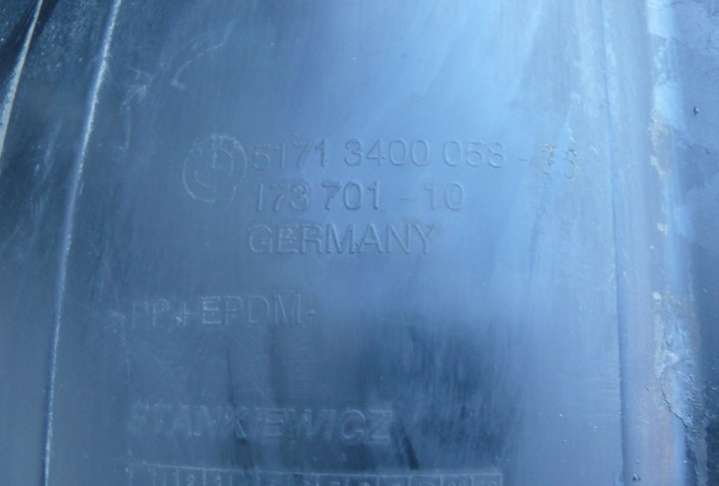 5171 3400 058 -
173 701 -10
GERMANY
>PP+EPDM<
STANKIEWICZ